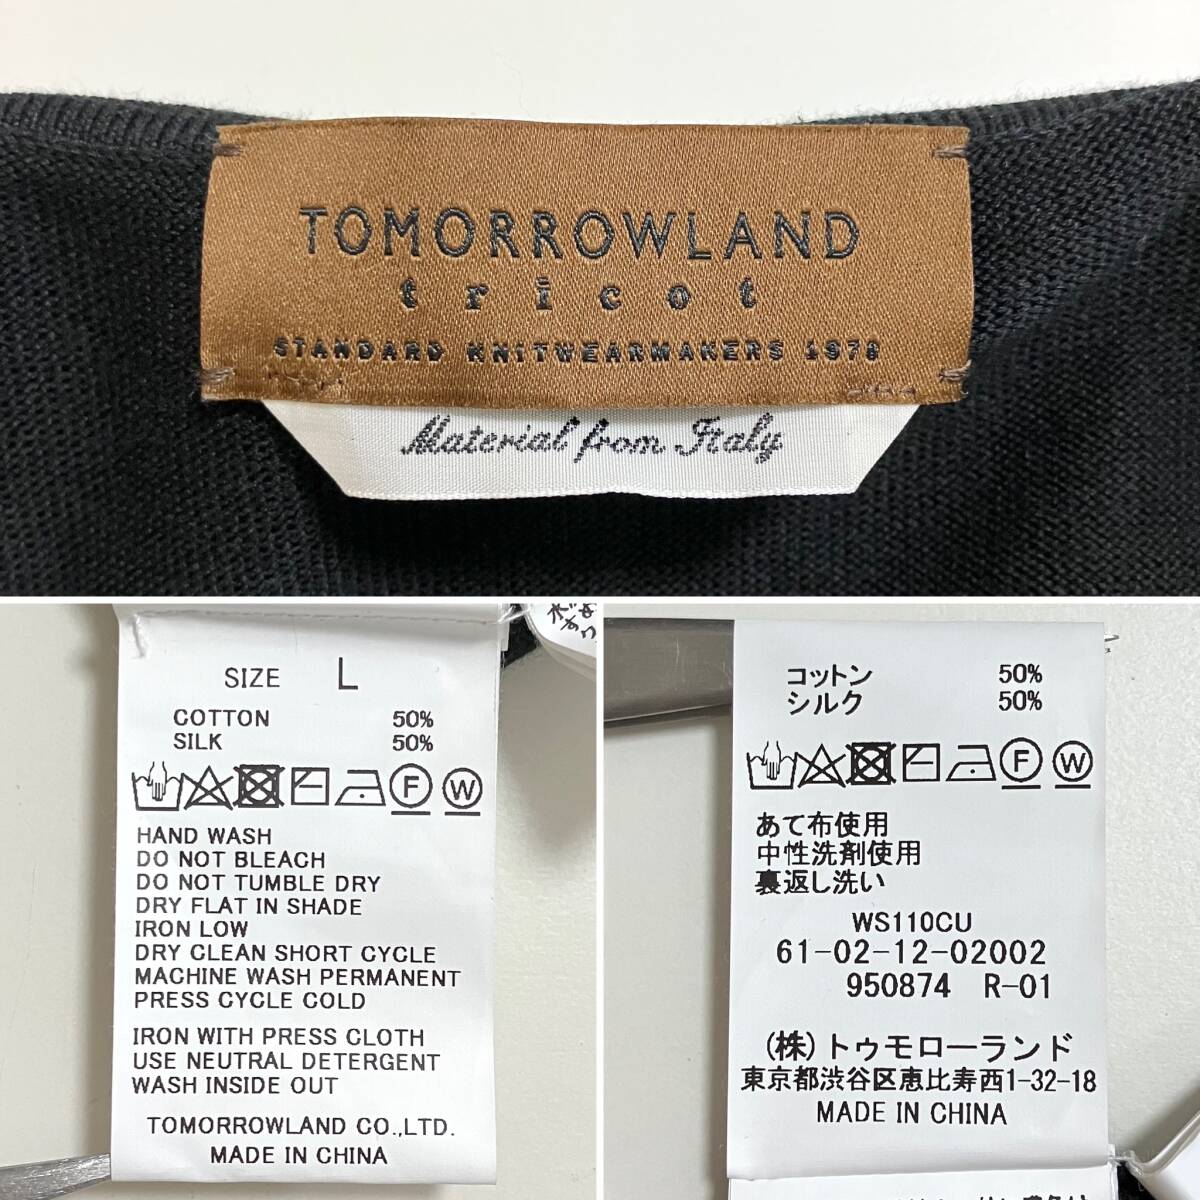 TOMORROWLAND
tricot
STANDARD KNITWEARMAKERS 1978
Material from Italy
SIZE L
COTTON 50%
SILK 50%
F W
HAND WASH
DO NOT BLEACH
DO NOT TUMBLE DRY
DRY FLAT IN SHADE
IRON LOW
DRY CLEAN SHORT CYCLE
MACHINE WASH PERMANENT
PRESS CYCLE COLD
IRON WITH PRESS CLOTH
USE NEUTRAL DETERGENT
WASH INSIDE OUT
TOMORROWLAND CO.,LTD.
MADE IN CHINA
コットン 50%
シルク 50%
F W
あて布使用
中性洗剤使用
裏返し洗い
WS110CU
61-02-12-02002
950874 R-01
(株)トゥモローランド
東京都渋谷区恵比寿西1-32-18
MADE IN CHINA